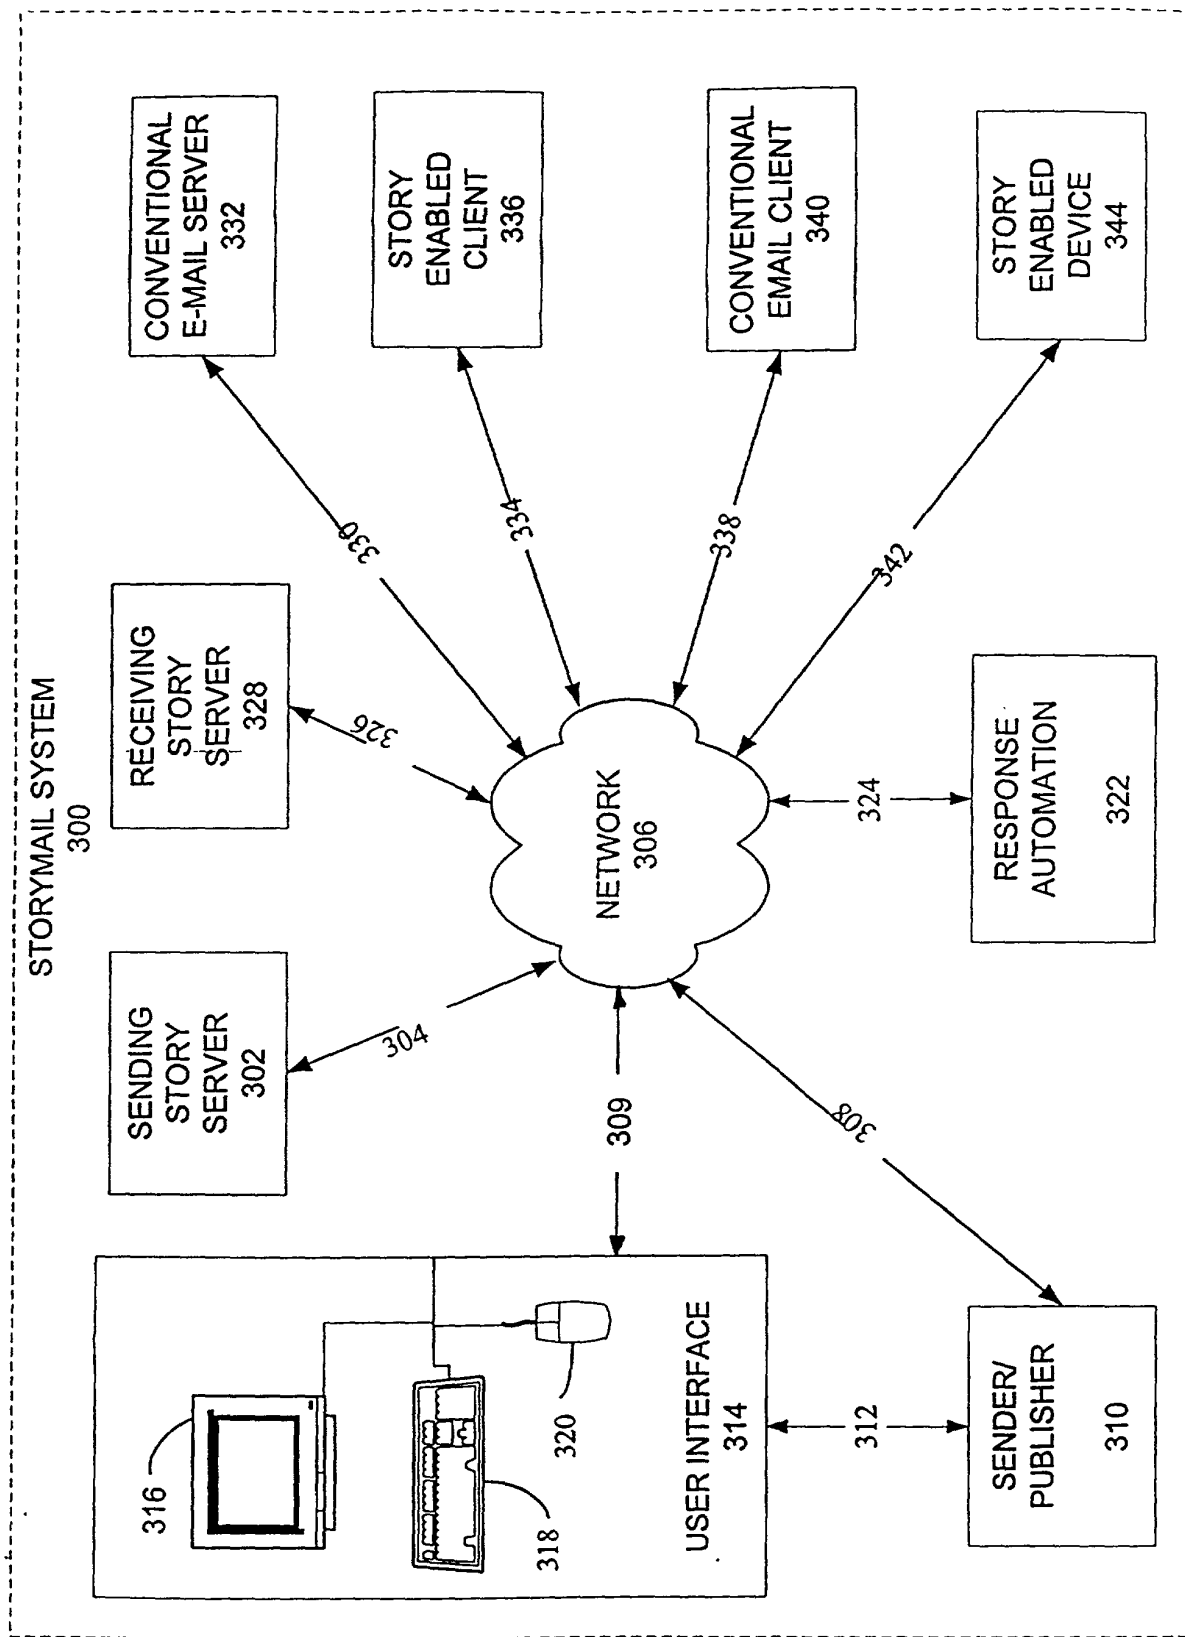 STORYMAIL SYSTEM
300
316
318
320
USER INTERFACE
314
312
SENDER/
PUBLISHER
310
SENDING
STORY
SERVER
302
304
309
308
RECEIVING
STORY
SERVER
328
326
NETWORK
306
324
RESPONSE
AUTOMATION
322
330
334
338
342
CONVENTIONAL
E-MAIL SERVER
332
STORY
ENABLED
CLIENT
336
CONVENTIONAL
EMAIL CLIENT
340
STORY
ENABLED
DEVICE
344